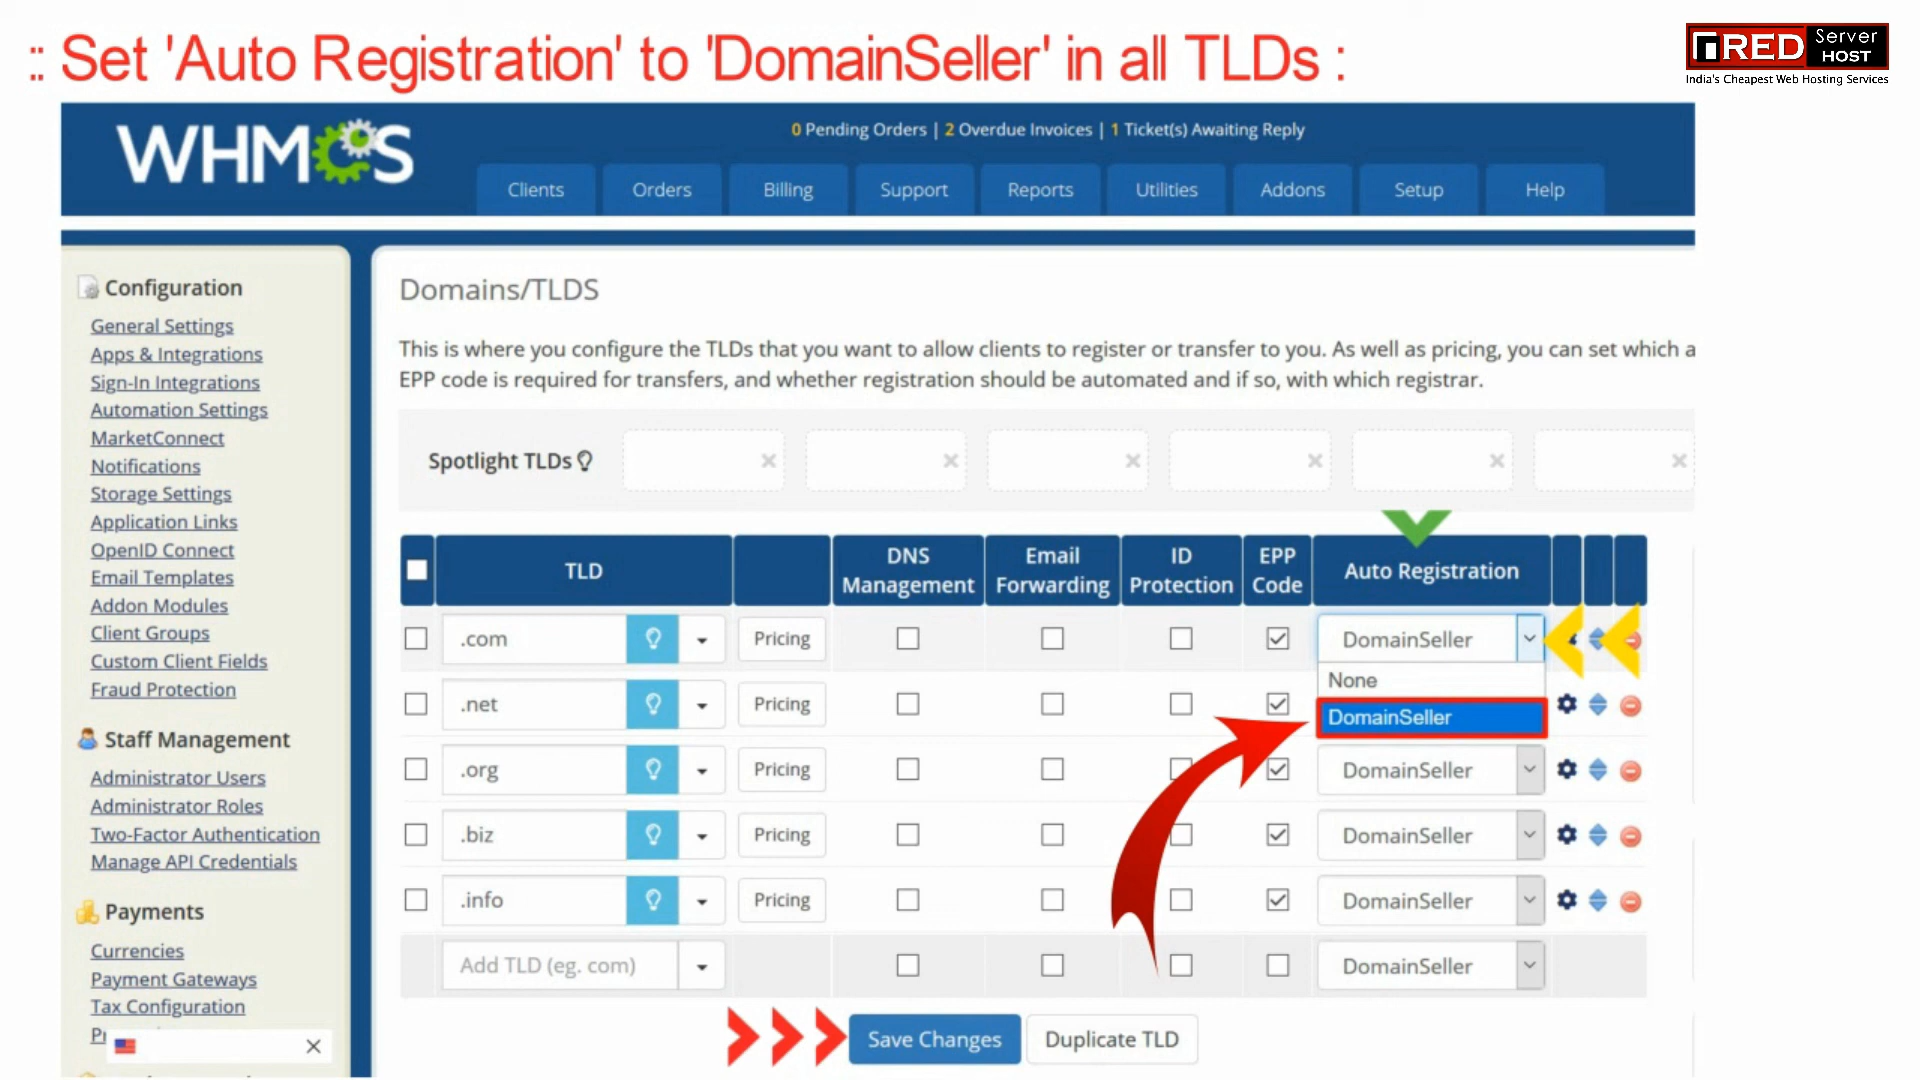 :: Set 'Auto Registration' to 'DomainSeller' in all TLDs :
RED Server HOST
India's Cheapest Web Hosting Services
WHMCS
0 Pending Orders | 2 Overdue Invoices | 1 Ticket(s) Awaiting Reply
Clients Orders Billing Support Reports Utilities Addons Setup Help
Configuration
General Settings
Apps & Integrations
Sign-In Integrations
Automation Settings
MarketConnect
Notifications
Storage Settings
Application Links
OpenID Connect
Email Templates
Addon Modules
Client Groups
Custom Client Fields
Fraud Protection
Staff Management
Administrator Users
Administrator Roles
Two-Factor Authentication
Manage API Credentials
Payments
Currencies
Payment Gateways
Tax Configuration
Domains/TLDS
This is where you configure the TLDs that you want to allow clients to register or transfer to you. As well as pricing, you can set which a
EPP code is required for transfers, and whether registration should be automated and if so, with which registrar.
Spotlight TLDs
TLD DNS Management Email Forwarding ID Protection EPP Code Auto Registration
.com Pricing DomainSeller
None
.net Pricing DomainSeller
.org Pricing DomainSeller
.biz Pricing DomainSeller
.info Pricing DomainSeller
Add TLD (eg. com) DomainSeller
Save Changes Duplicate TLD